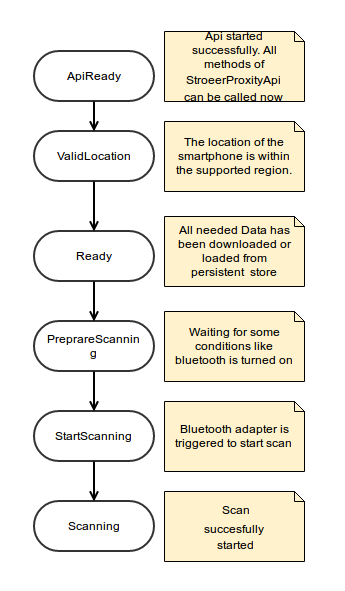 ApiReady
Api started
successfully. All
methods of
StroeerProxityApi
can be called now
ValidLocation
The location of the
smartphone is within
the supported region.
Ready
All needed Data has
been downloaded or
loaded from
persistent store
PreprareScannin
g
Waiting for some
conditions like
bluetooth is turned on
StartScanning
Bluetooth adapter is
triggered to start scan
Scanning
Scan
succesfully
started